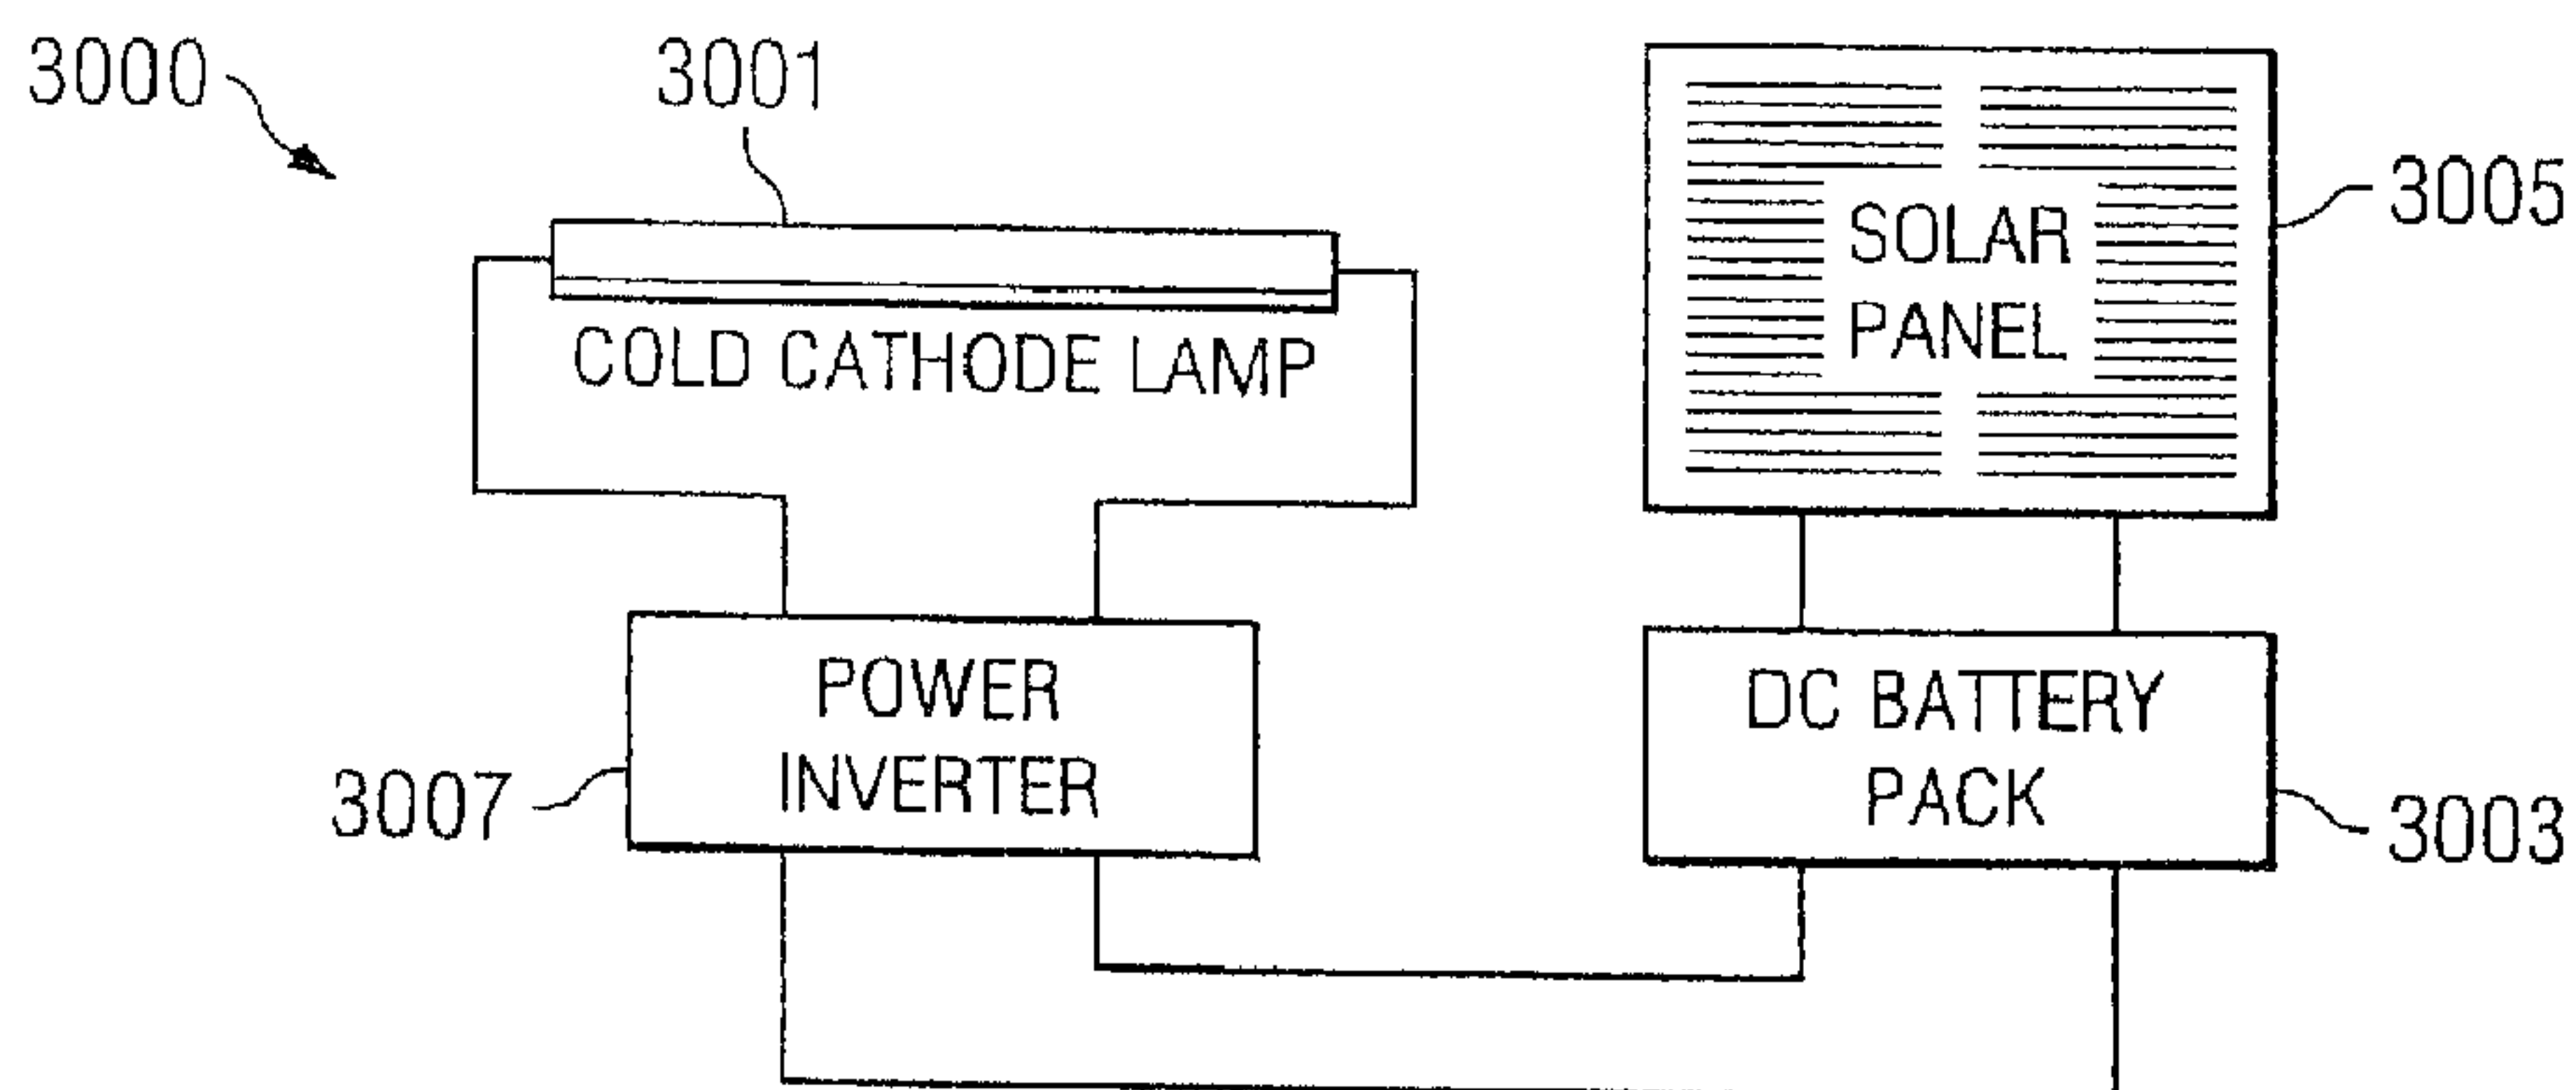 3000
3001
COLD CATHODE LAMP
SOLAR
PANEL
3005
POWER
INVERTER
3007
DC BATTERY
PACK
3003